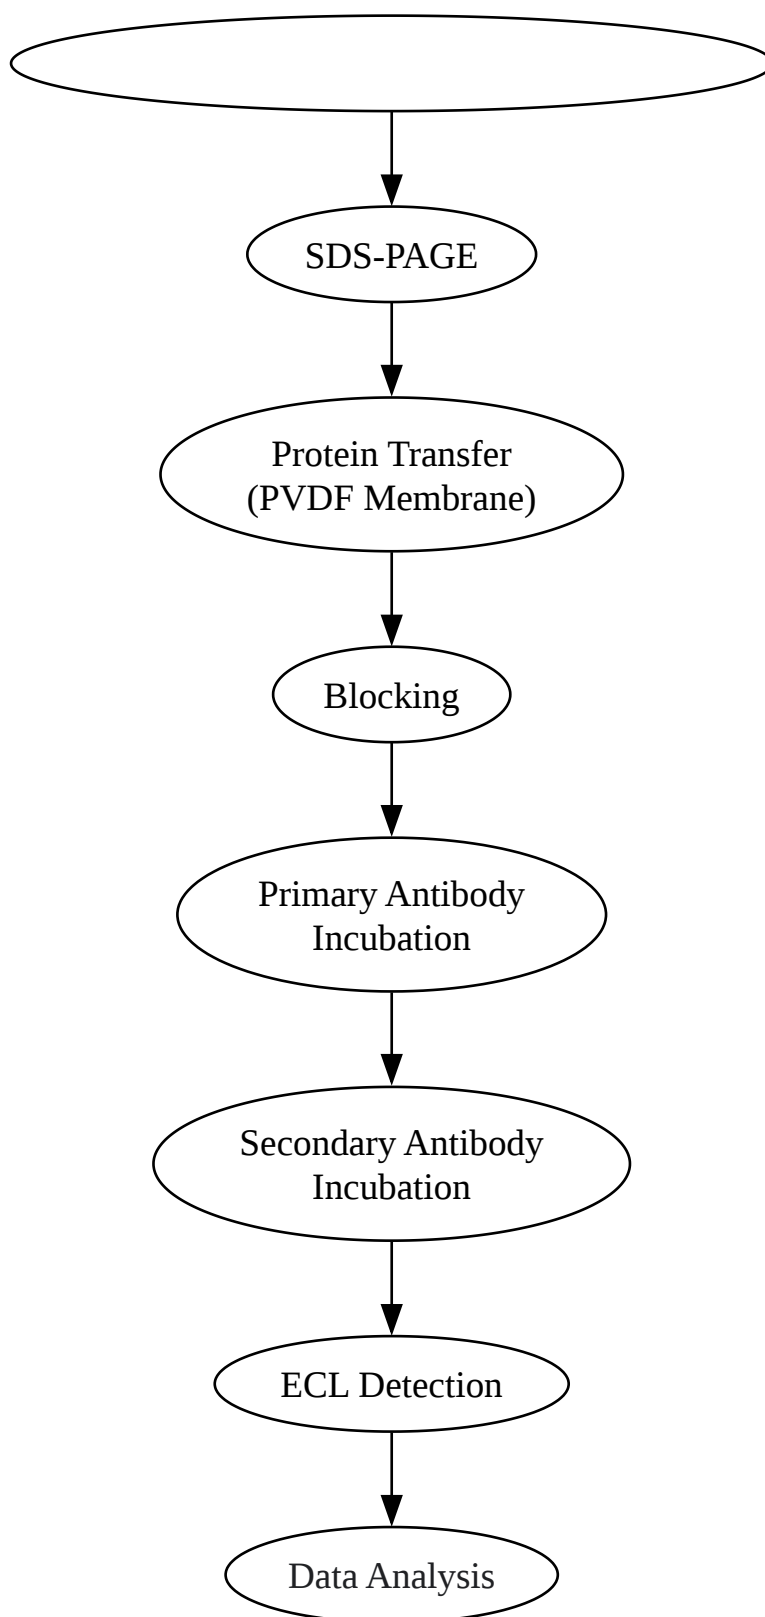 SDS-PAGE
Protein Transfer
(PVDF Membrane)
Blocking
Primary Antibody
Incubation
Secondary Antibody
Incubation
ECL Detection
Data Analysis